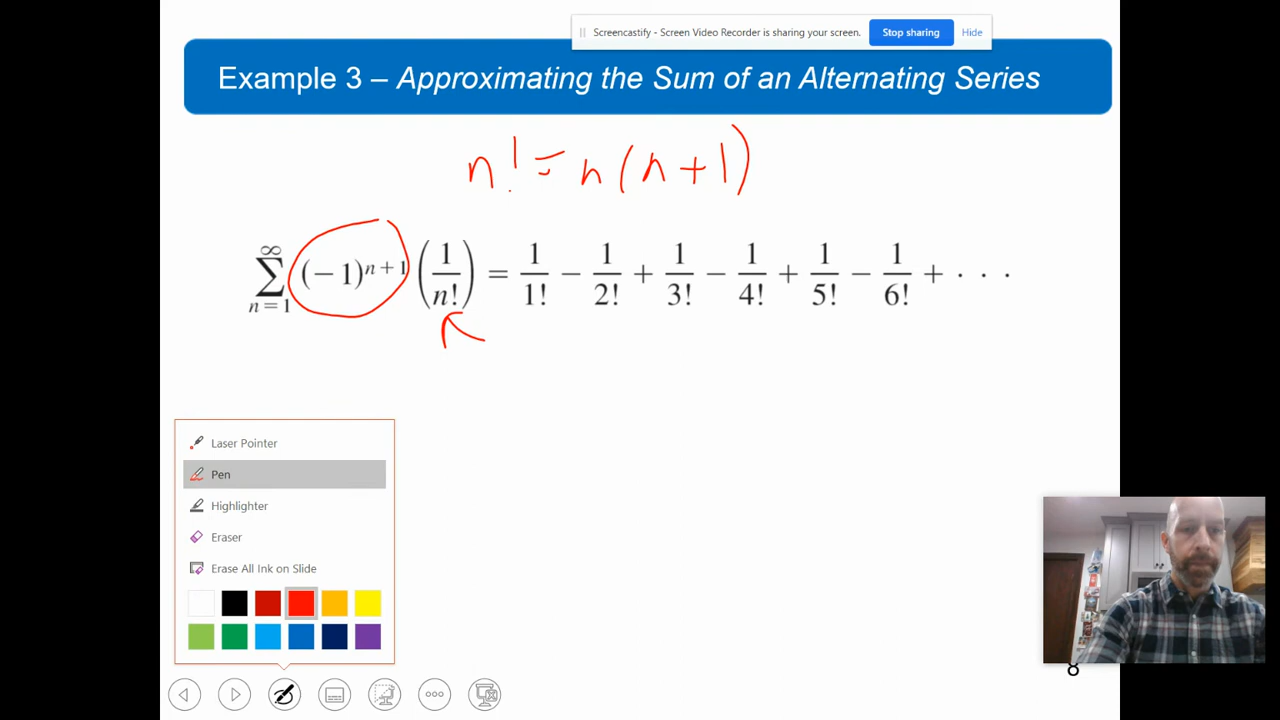 Screencastify - Screen Video Recorder is sharing your screen. Stop sharing Hide
Example 3 – Approximating the Sum of an Alternating Series
n! = n(n+1)
∞
∑ (−1)ⁿ⁺¹ (1/n!) = 1/1! − 1/2! + 1/3! − 1/4! + 1/5! − 1/6! + · · ·
n = 1
Laser Pointer
Pen
Highlighter
Eraser
Erase All Ink on Slide
8